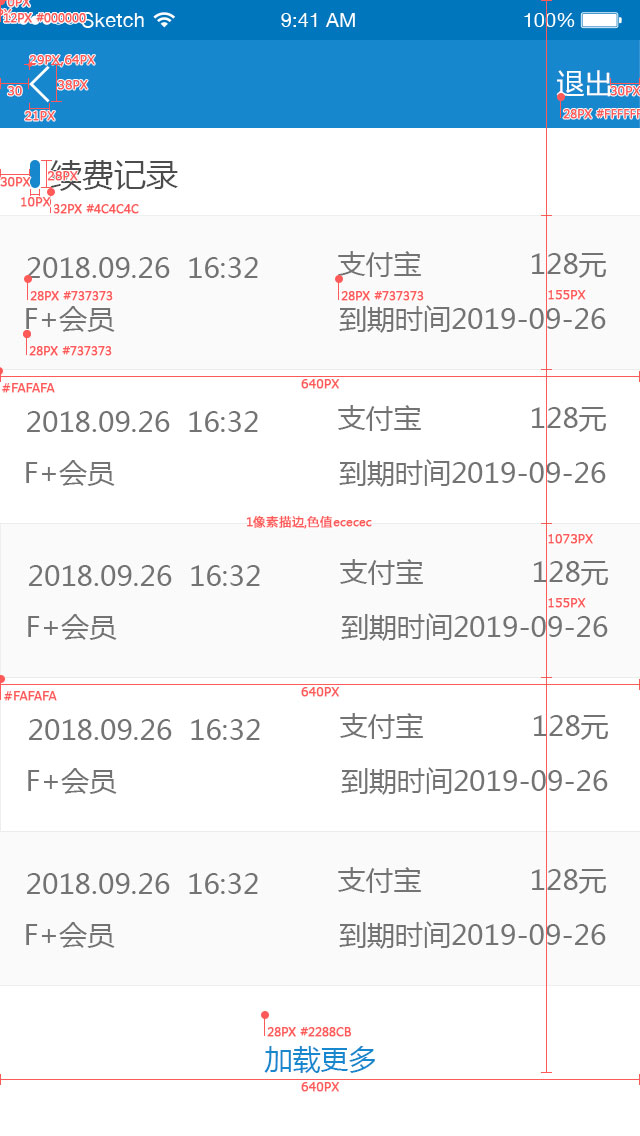 0PX
12PX #000000
Sketch 9:41 AM 100%
29PX,64PX
38PX
30
21PX
退出
30PX
28PX #FFFFFF
续费记录
28PX
30PX
10PX
32PX #4C4C4C
2018.09.26 16:32 支付宝 128元
28PX #737373 28PX #737373 155PX
F+会员 到期时间2019-09-26
28PX #737373
640PX
#FAFAFA
2018.09.26 16:32 支付宝 128元
F+会员 到期时间2019-09-26
1像素描边,色值ececec
1073PX
2018.09.26 16:32 支付宝 128元
155PX
F+会员 到期时间2019-09-26
#FAFAFA 640PX
2018.09.26 16:32 支付宝 128元
F+会员 到期时间2019-09-26
2018.09.26 16:32 支付宝 128元
F+会员 到期时间2019-09-26
28PX #2288CB
加载更多
640PX